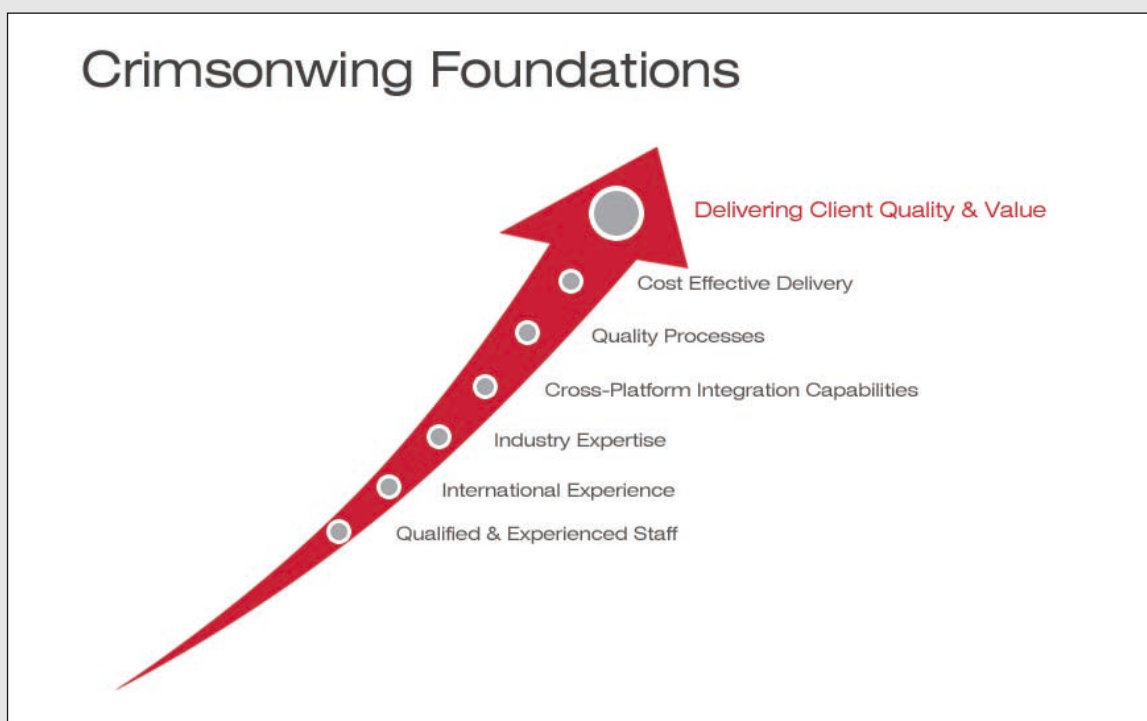 Crimsonwing Foundations
Delivering Client Quality & Value
Cost Effective Delivery
Quality Processes
Cross-Platform Integration Capabilities
Industry Expertise
International Experience
Qualified & Experienced Staff